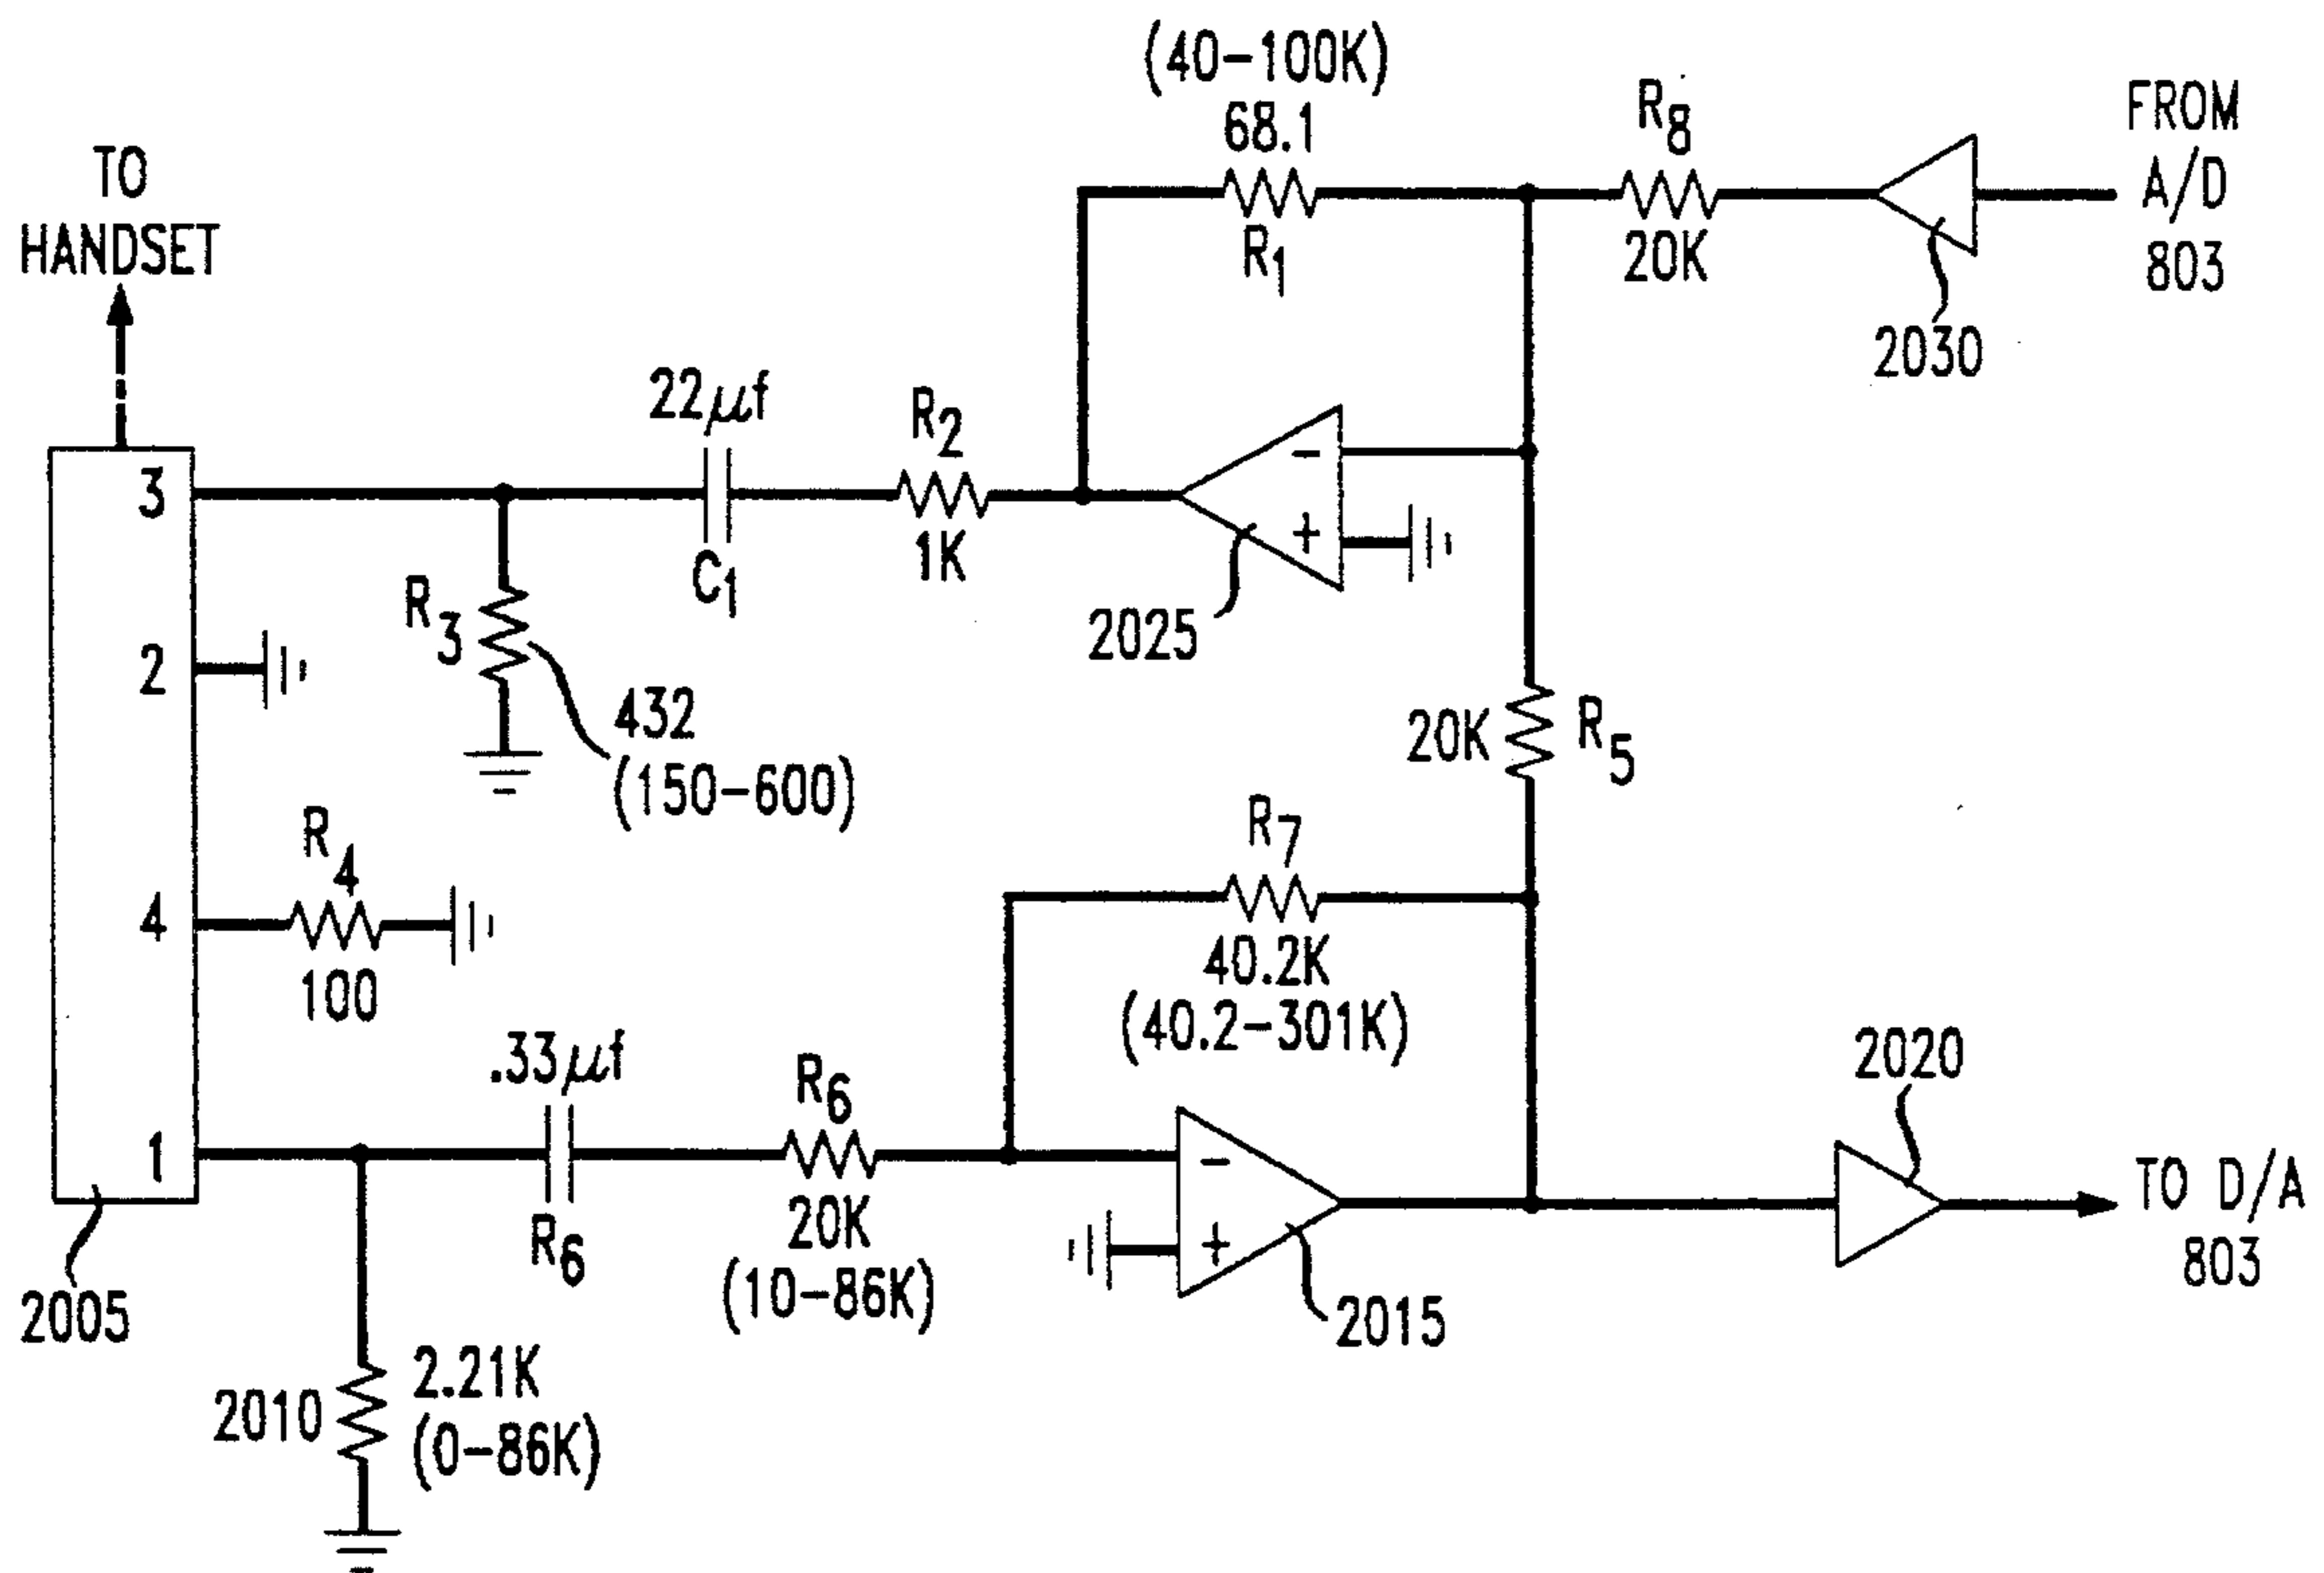 (40-100K)
68.1
R1
R8
20K
FROM
A/D
803
2030
TO
HANDSET
22μf
C1
R2
1K
-
+
2025
3
2
4
1
R3
432
(150-600)
20K
R5
R4
100
R7
40.2K
(40.2-301K)
.33μf
R6
R6
20K
(10-86K)
-
+
2015
2020
TO D/A
803
2005
2010
2.21K
(0-86K)